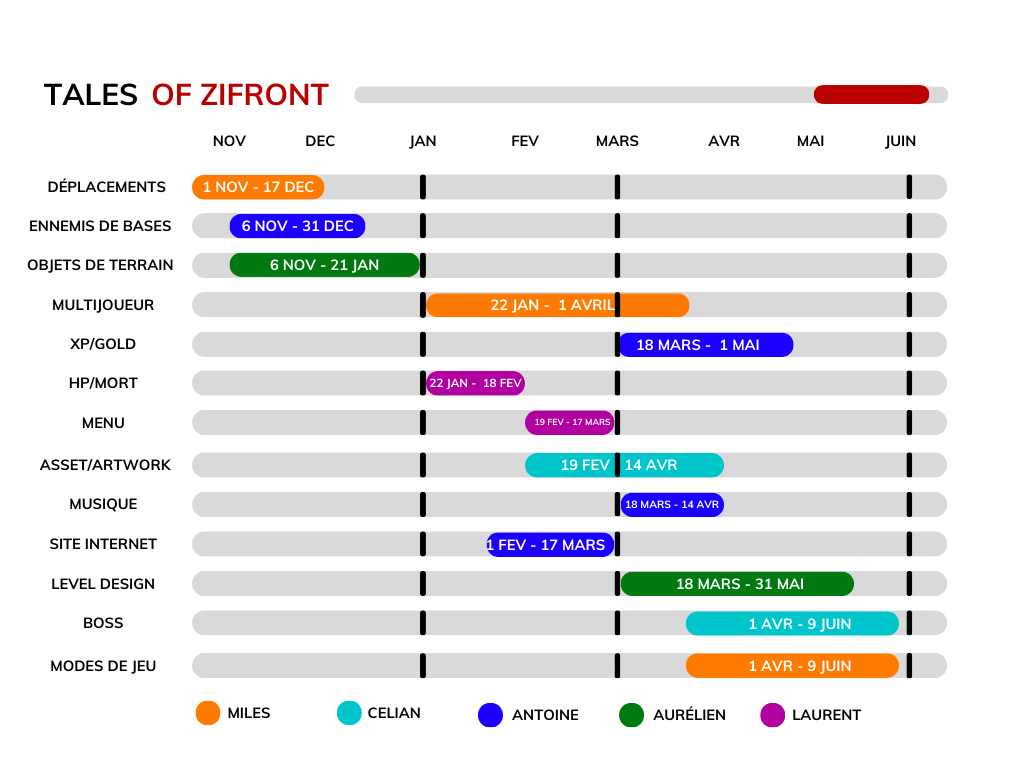 TALES OF ZIFRONT
NOV DEC JAN FEV MARS AVR MAI JUIN
DÉPLACEMENTS 1 NOV - 17 DEC
ENNEMIS DE BASES 6 NOV - 31 DEC
OBJETS DE TERRAIN 6 NOV - 21 JAN
MULTIJOUEUR 22 JAN - 1 AVRIL
XP/GOLD 18 MARS - 1 MAI
HP/MORT 22 JAN - 18 FEV
MENU 19 FEV - 17 MARS
ASSET/ARTWORK 19 FEV 14 AVR
MUSIQUE 18 MARS - 14 AVR
SITE INTERNET 1 FEV - 17 MARS
LEVEL DESIGN 18 MARS - 31 MAI
BOSS 1 AVR - 9 JUIN
MODES DE JEU 1 AVR - 9 JUIN
MILES CELIAN ANTOINE AURÉLIEN LAURENT